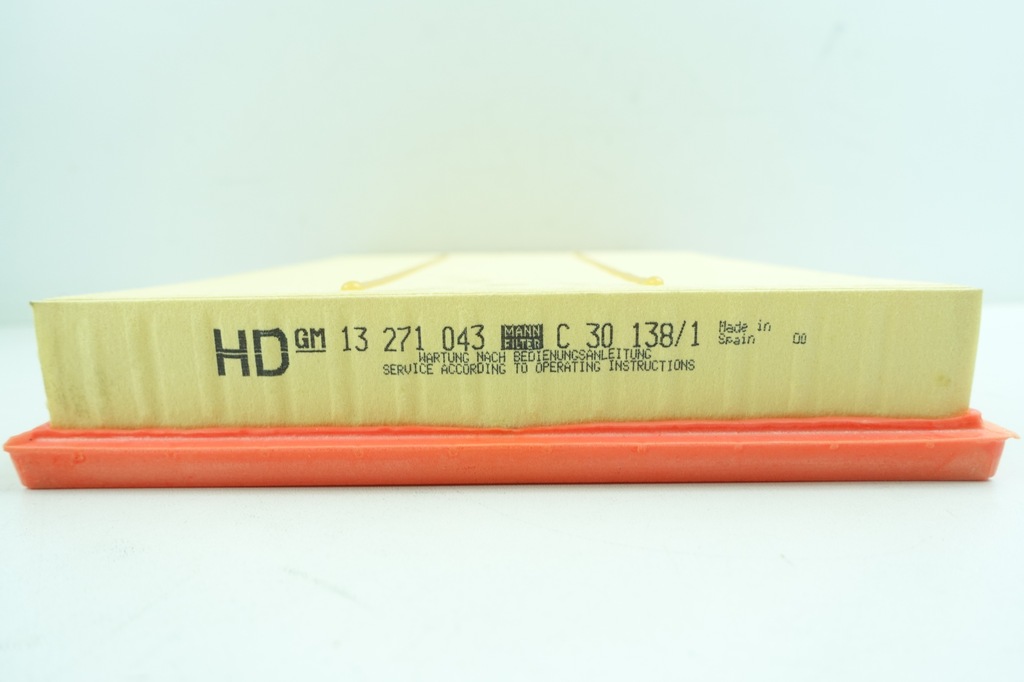 HD GM 13 271 043 MANN FILTER C 30 138/1 Made in Spain 00
WARTUNG NACH BEDIENUNGSANLEITUNG
SERVICE ACCORDING TO OPERATING INSTRUCTIONS